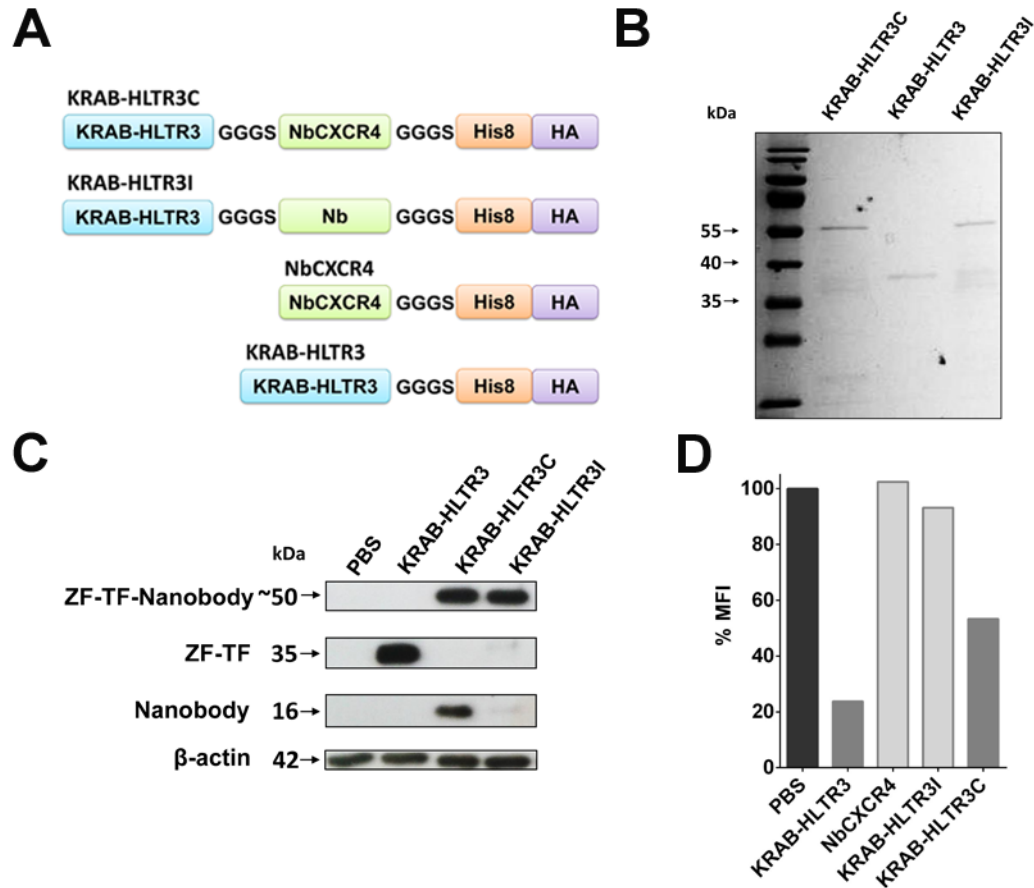 A
KRAB-HLTR3C
KRAB-HLTR3 GGGS NbCXCR4 GGGS His8 HA
KRAB-HLTR3I
KRAB-HLTR3 GGGS Nb GGGS His8 HA
NbCXCR4
NbCXCR4 GGGS His8 HA
KRAB-HLTR3
KRAB-HLTR3 GGGS His8 HA
B
KRAB-HLTR3C
KRAB-HLTR3
KRAB-HLTR3I
kDa
55→
40→
35→
C
PBS
KRAB-HLTR3
KRAB-HLTR3C
KRAB-HLTR3I
kDa
ZF-TF-Nanobody ~50→
ZF-TF 35→
Nanobody 16→
β-actin 42→
D
% MFI
100
80
60
40
20
0
PBS
KRAB-HLTR3
NbCXCR4
KRAB-HLTR3I
KRAB-HLTR3C